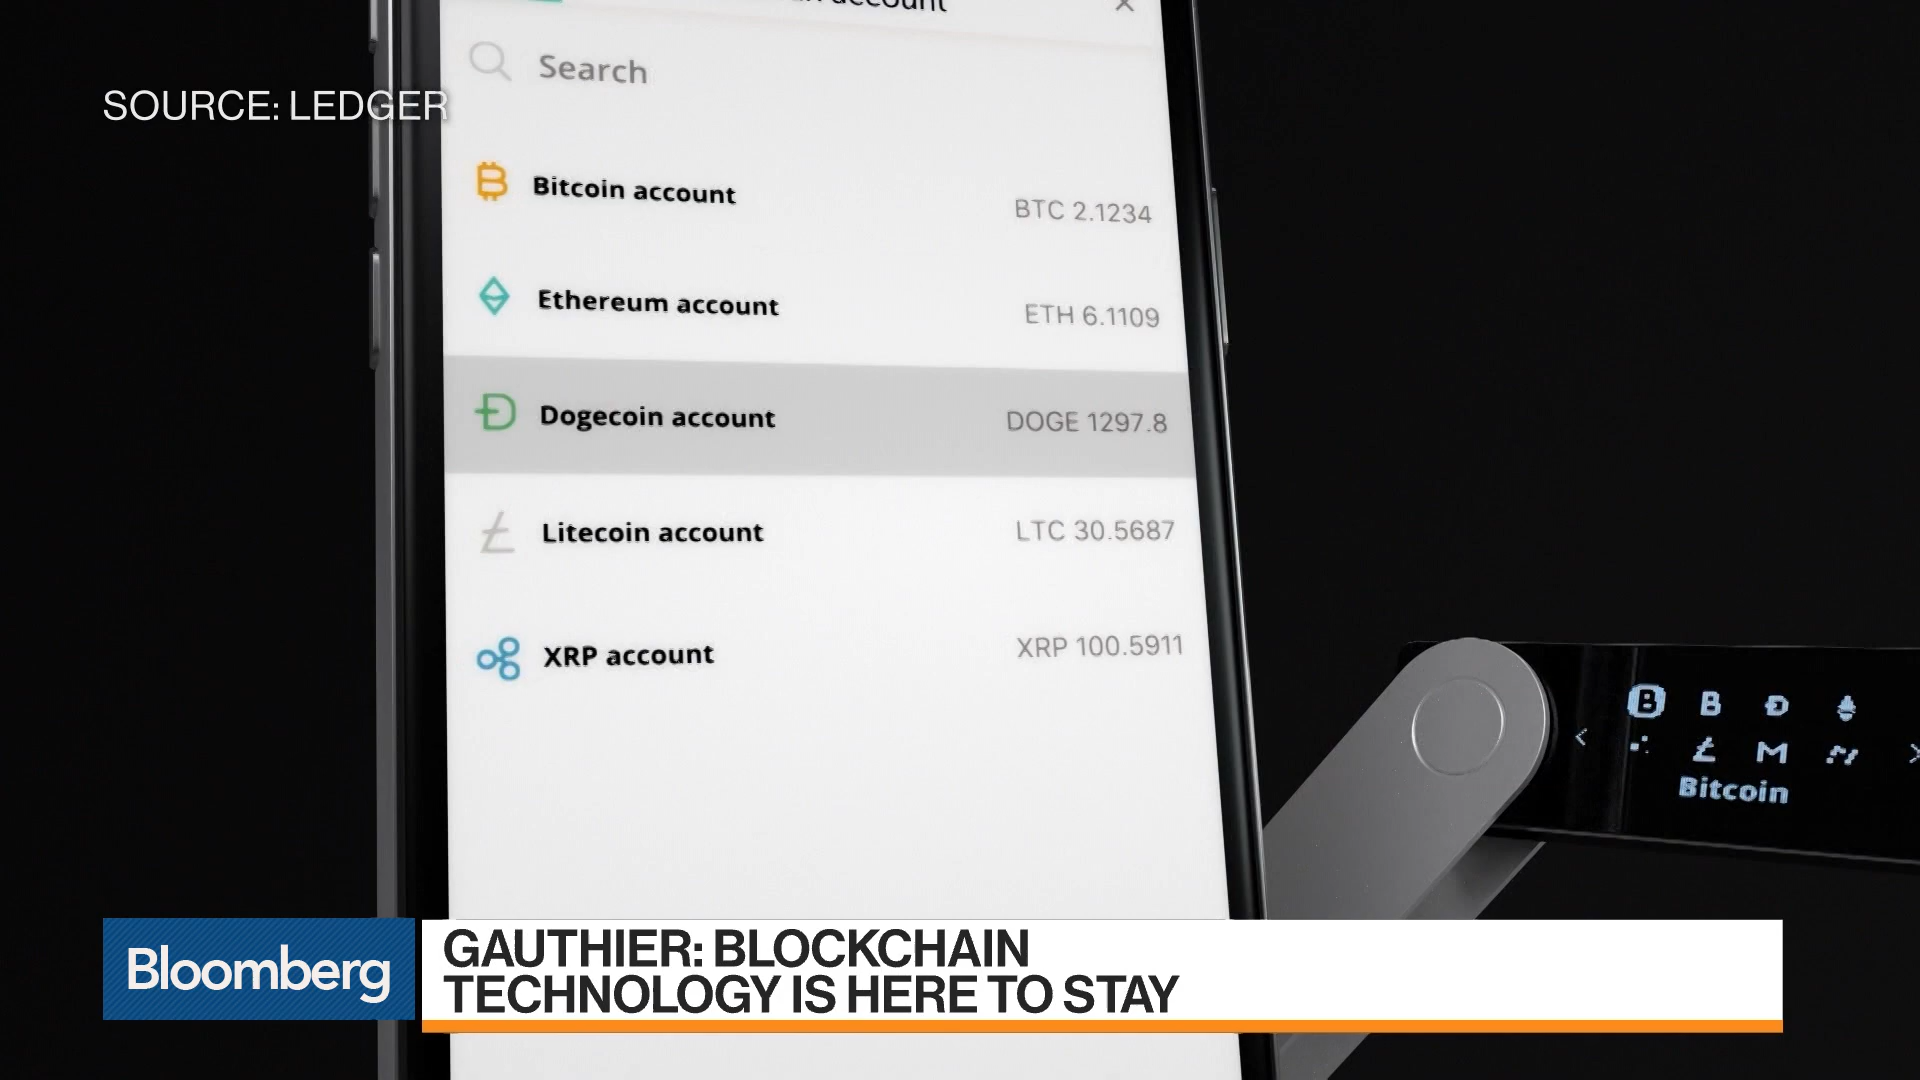 account
Search
SOURCE: LEDGER
Bitcoin account
BTC 2.1234
Ethereum account
ETH 6.1109
Dogecoin account
DOGE 1297.8
Litecoin account
LTC 30.5687
XRP account
XRP 100.5911
Bitcoin
Bloomberg
GAUTHIER: BLOCKCHAIN
TECHNOLOGY IS HERE TO STAY